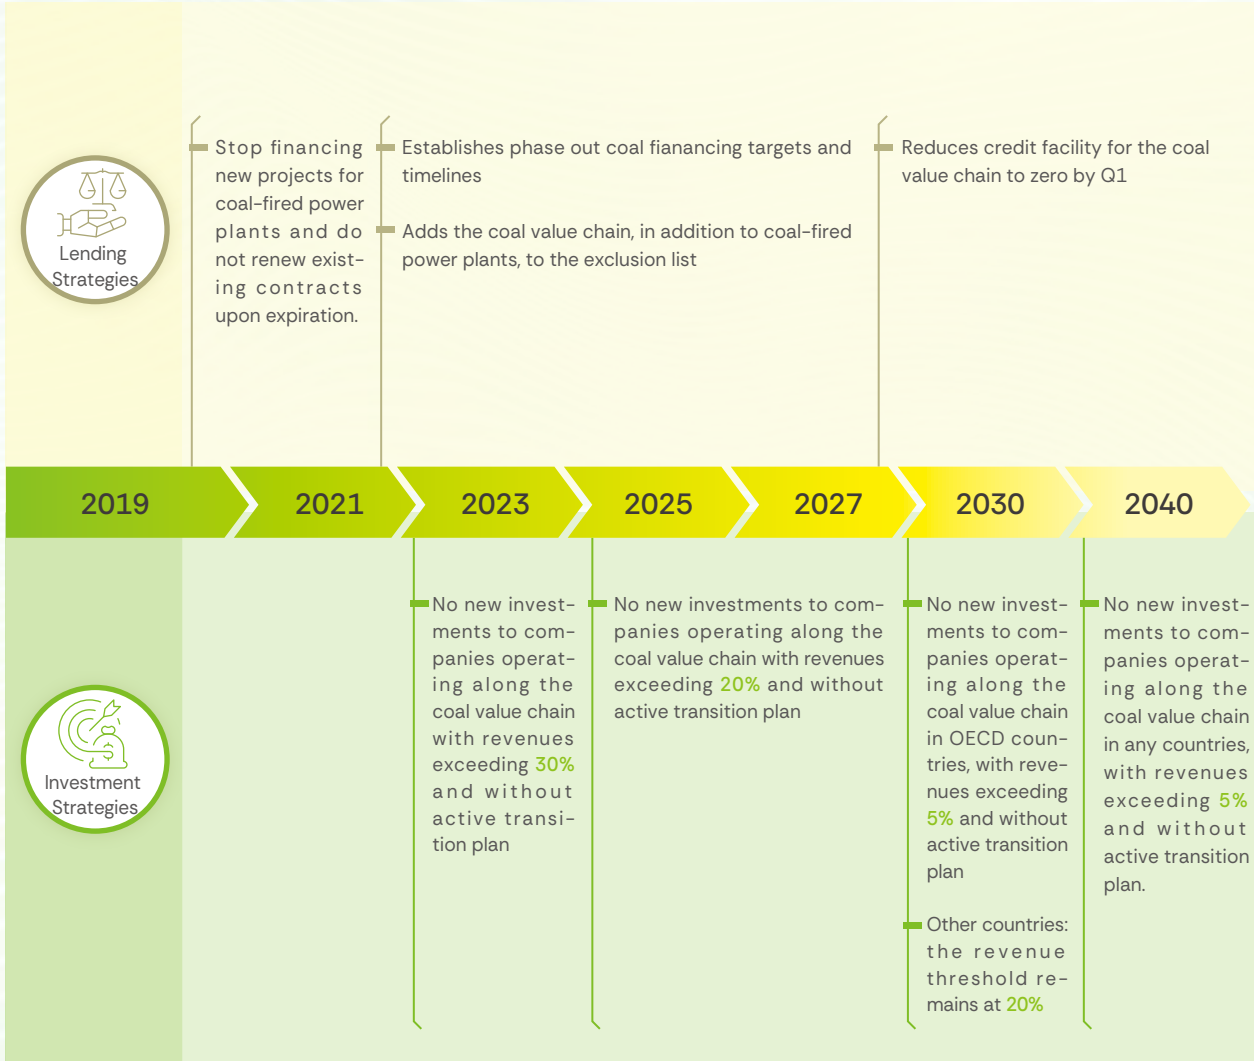 Lending
Strategies
Stop financing
new projects for
coal-fired power
plants and do
not renew exist-
ing contracts
upon expiration.
Establishes phase out coal fianancing targets and
timelines
Adds the coal value chain, in addition to coal-fired
power plants, to the exclusion list
Reduces credit facility for the coal
value chain to zero by Q1
2019
2021
2023
2025
2027
2030
2040
Investment
Strategies
No new invest-
ments to com-
panies operat-
ing along the
coal value chain
with revenues
exceeding 30%
and without
active transi-
tion plan
No new investments to com-
panies operating along the
coal value chain with revenues
exceeding 20% and without
active transition plan
No new invest-
ments to com-
panies operat-
ing along the
coal value chain
in OECD coun-
tries, with reve-
nues exceeding
5% and without
active transition
plan
Other countries:
the revenue
threshold re-
mains at 20%
No new invest-
ments to com-
panies operat-
ing along the
coal value chain
in any countries,
with revenues
exceeding 5%
and without
active transition
plan.